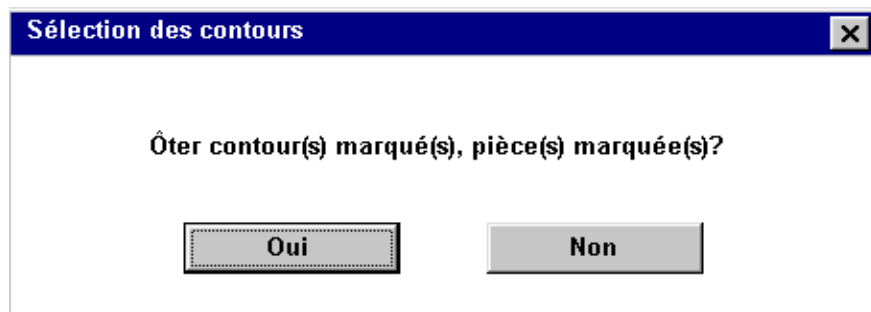 Sélection des contours
Ôter contour(s) marqué(s), pièce(s) marquée(s)?
Oui
Non